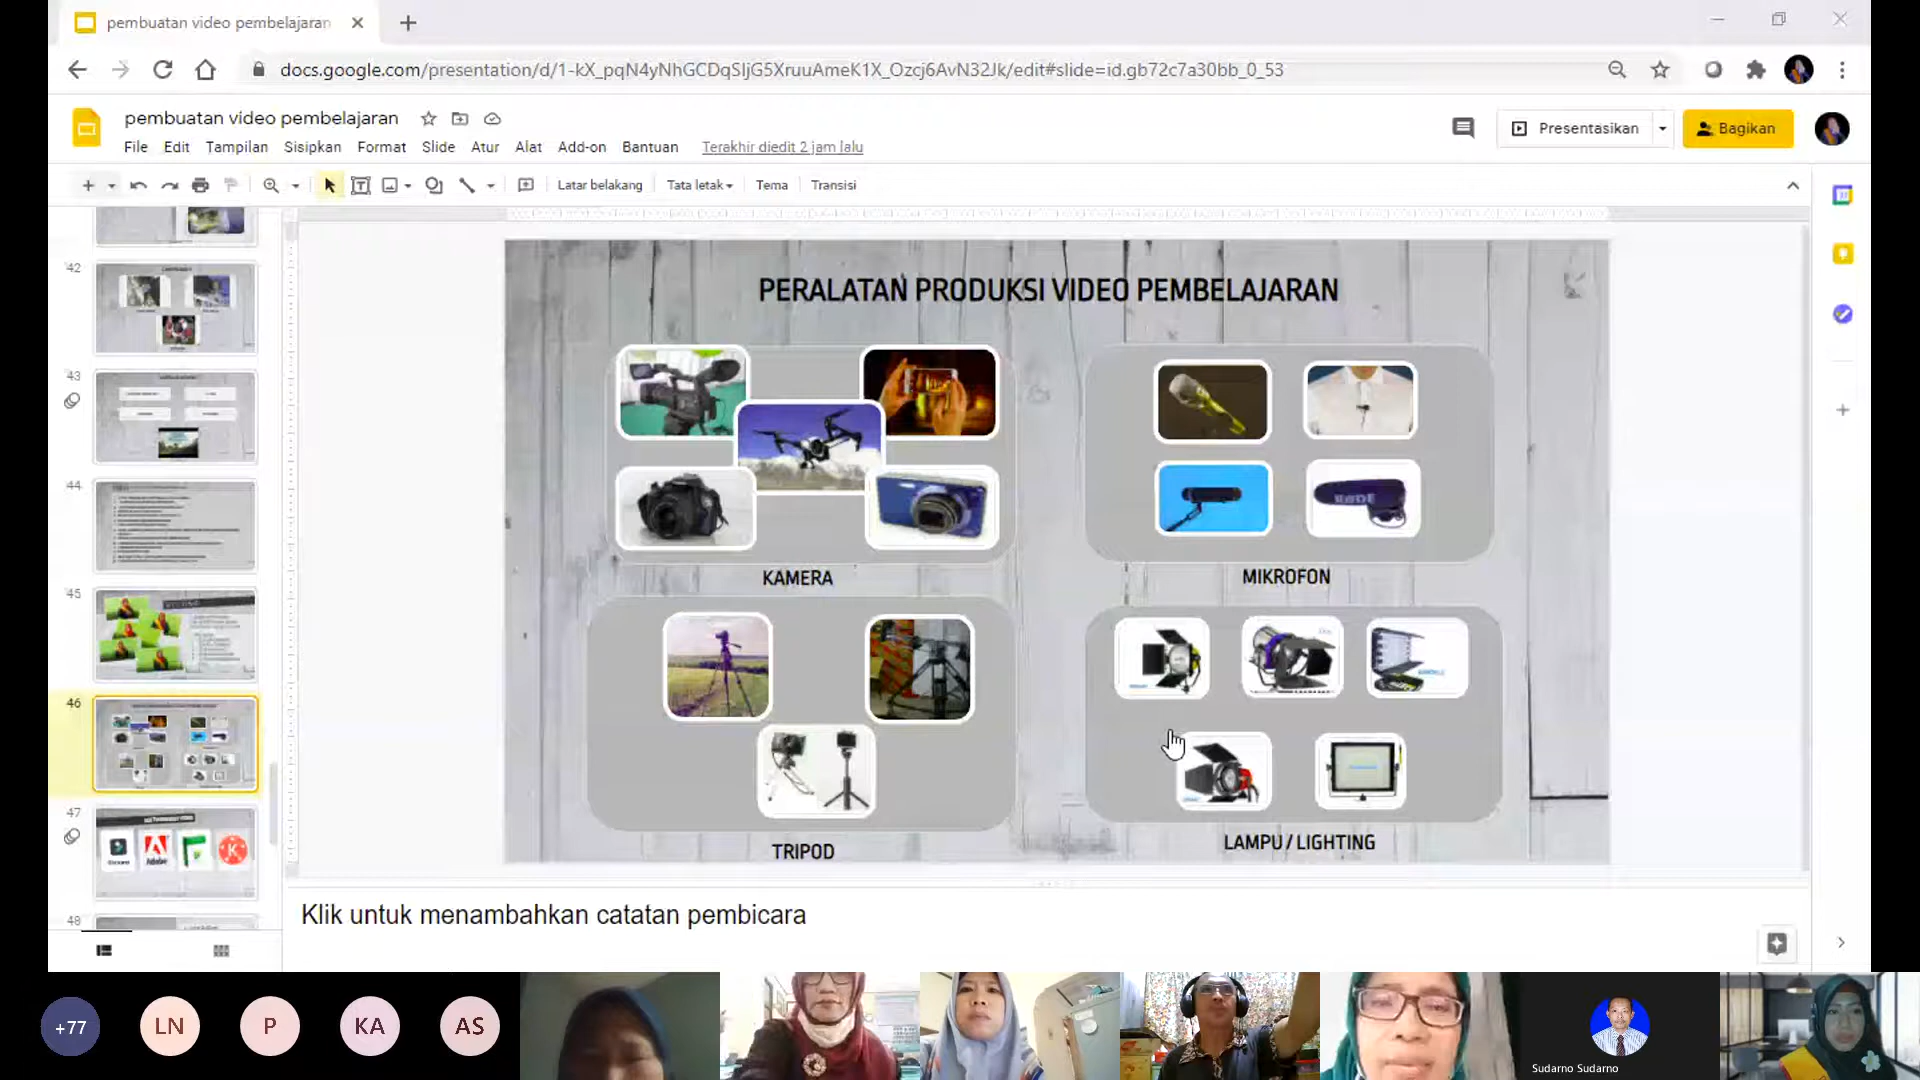 pembuatan video pembelajaran
docs.google.com/presentation/d/1-kX_pqN4yNhGCDqSIjG5XruuAmeK1X_Ozcj6AvN32Jk/edit#slide=id.gb72c7a30bb_0_53
pembuatan video pembelajaran
Presentasikan
Bagikan
File Edit Tampilan Sisipkan Format Slide Atur Alat Add-on Bantuan Terakhir diedit 2 jam lalu
Latar belakang Tata letak Tema Transisi
42
43
44
45
46
47
48
PERALATAN PRODUKSI VIDEO PEMBELAJARAN
RODE
KAMERA
MIKROFON
TRIPOD
LAMPU / LIGHTING
Klik untuk menambahkan catatan pembicara
+77 LN P KA AS
Sudarno Sudarno